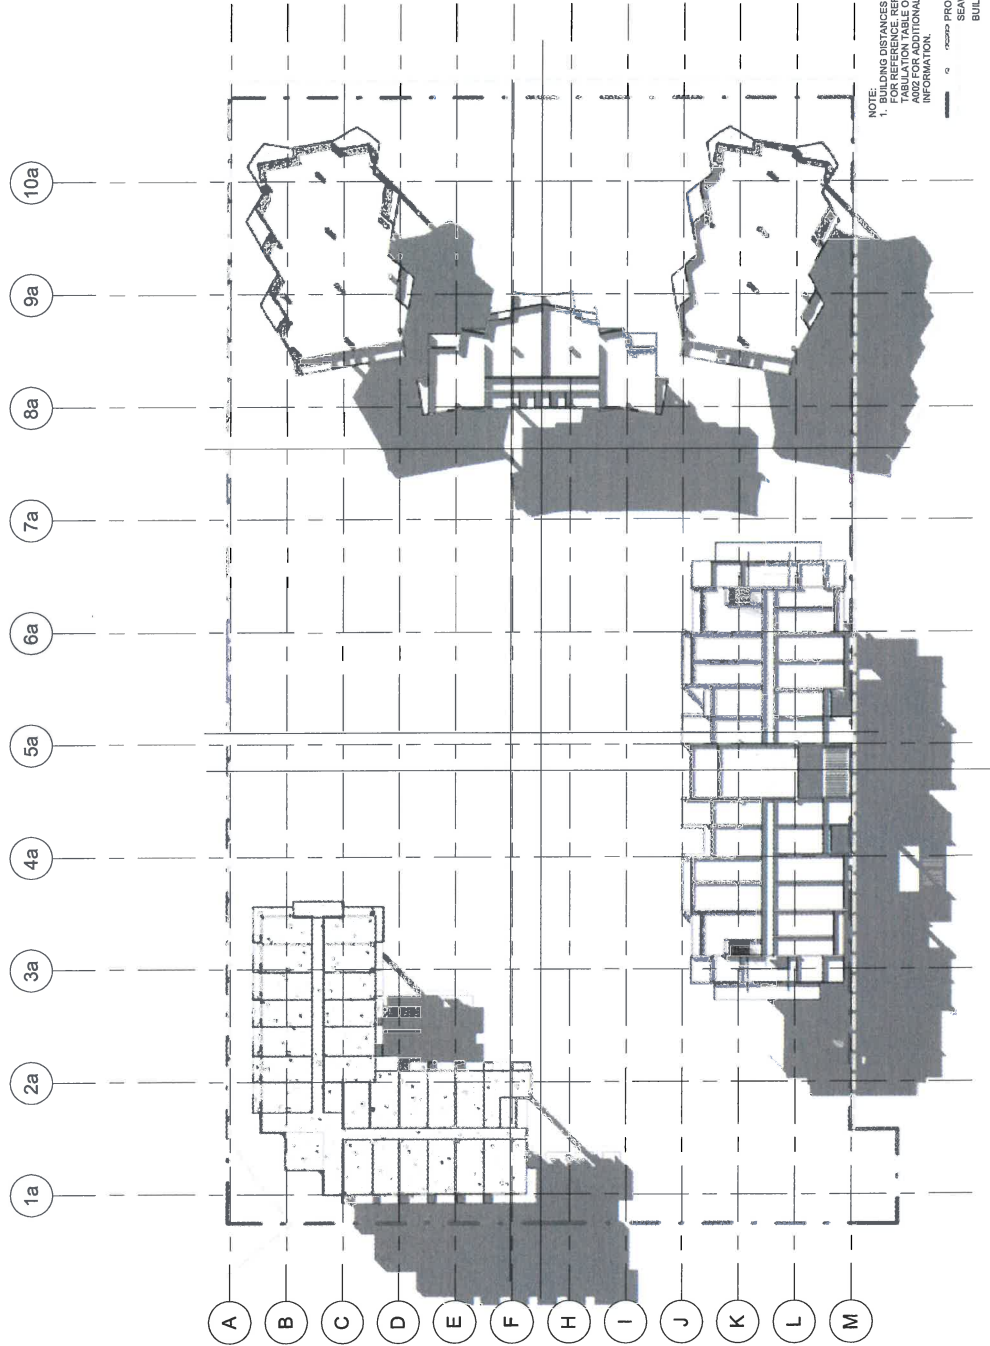 10a
9a
8a
7a
6a
5a
4a
3a
2a
1a
A
B
C
D
E
F
H
I
J
K
L
M
NOTE:
1. BUILDING DISTANCES
FOR REFERENCE. REF
TABULATION TABLE O
A002 FOR ADDITIONAL
INFORMATION.
PRO
SEAW
BUIL